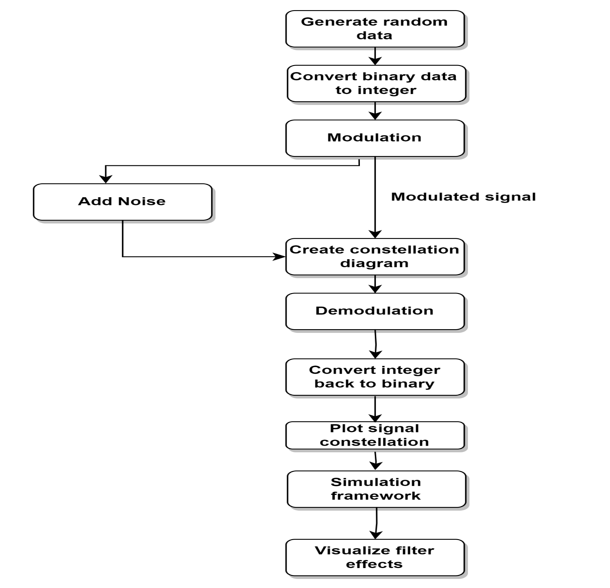 Generate random
data
Convert binary data
to integer
Modulation
Add Noise
Modulated signal
Create constellation
diagram
Demodulation
Convert integer
back to binary
Plot signal
constellation
Simulation
framework
Visualize filter
effects